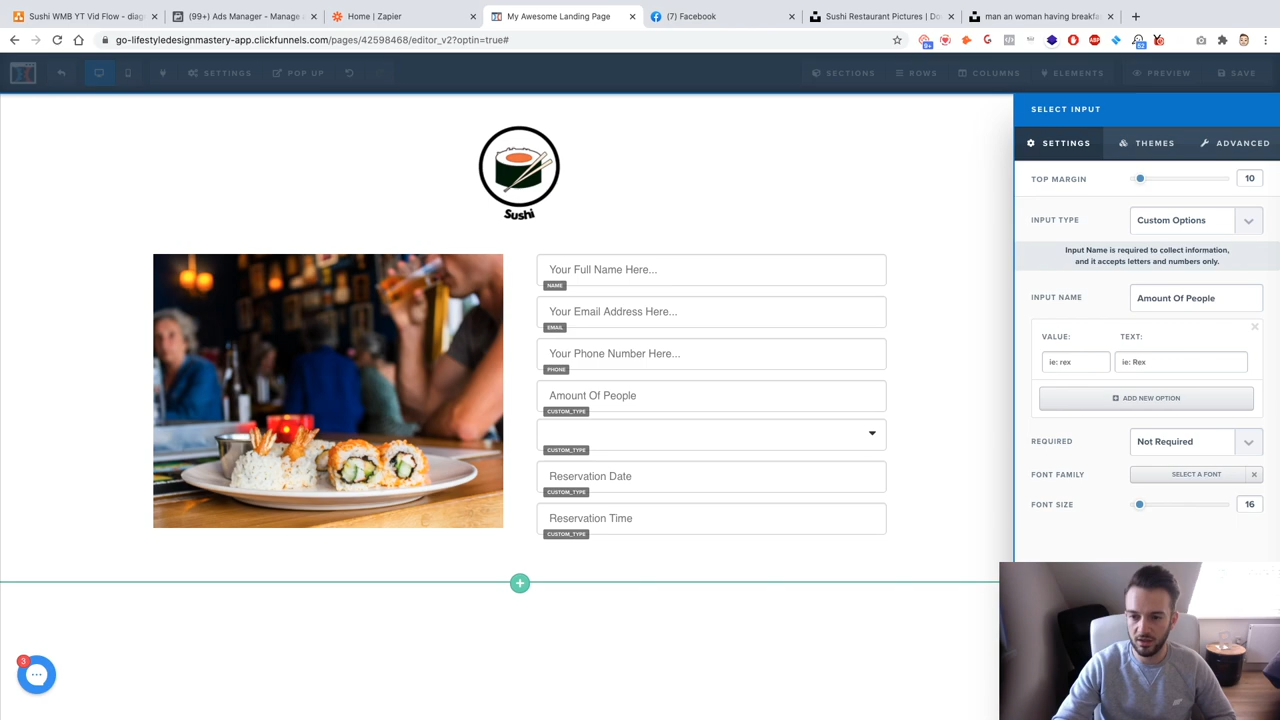 Sushi WMB YT Vid Flow - diag
(99+) Ads Manager - Manage a
Home | Zapier
My Awesome Landing Page
(7) Facebook
Sushi Restaurant Pictures | Do
man an woman having breakfa
go-lifestyledesignmastery-app.clickfunnels.com/pages/42598468/editor_v2?optin=true#
9+
ABP
52
SETTINGS
POP UP
SECTIONS
ROWS
COLUMNS
ELEMENTS
PREVIEW
SAVE
SELECT INPUT
SETTINGS
THEMES
ADVANCED
TOP MARGIN
10
INPUT TYPE
Custom Options
Input Name is required to collect information,
and it accepts letters and numbers only.
INPUT NAME
Amount Of People
VALUE:
TEXT:
ie: rex
ie: Rex
ADD NEW OPTION
REQUIRED
Not Required
FONT FAMILY
SELECT A FONT
FONT SIZE
16
Sushi
Your Full Name Here...
NAME
Your Email Address Here...
EMAIL
Your Phone Number Here...
PHONE
Amount Of People
CUSTOM_TYPE
CUSTOM_TYPE
Reservation Date
CUSTOM_TYPE
Reservation Time
CUSTOM_TYPE
3